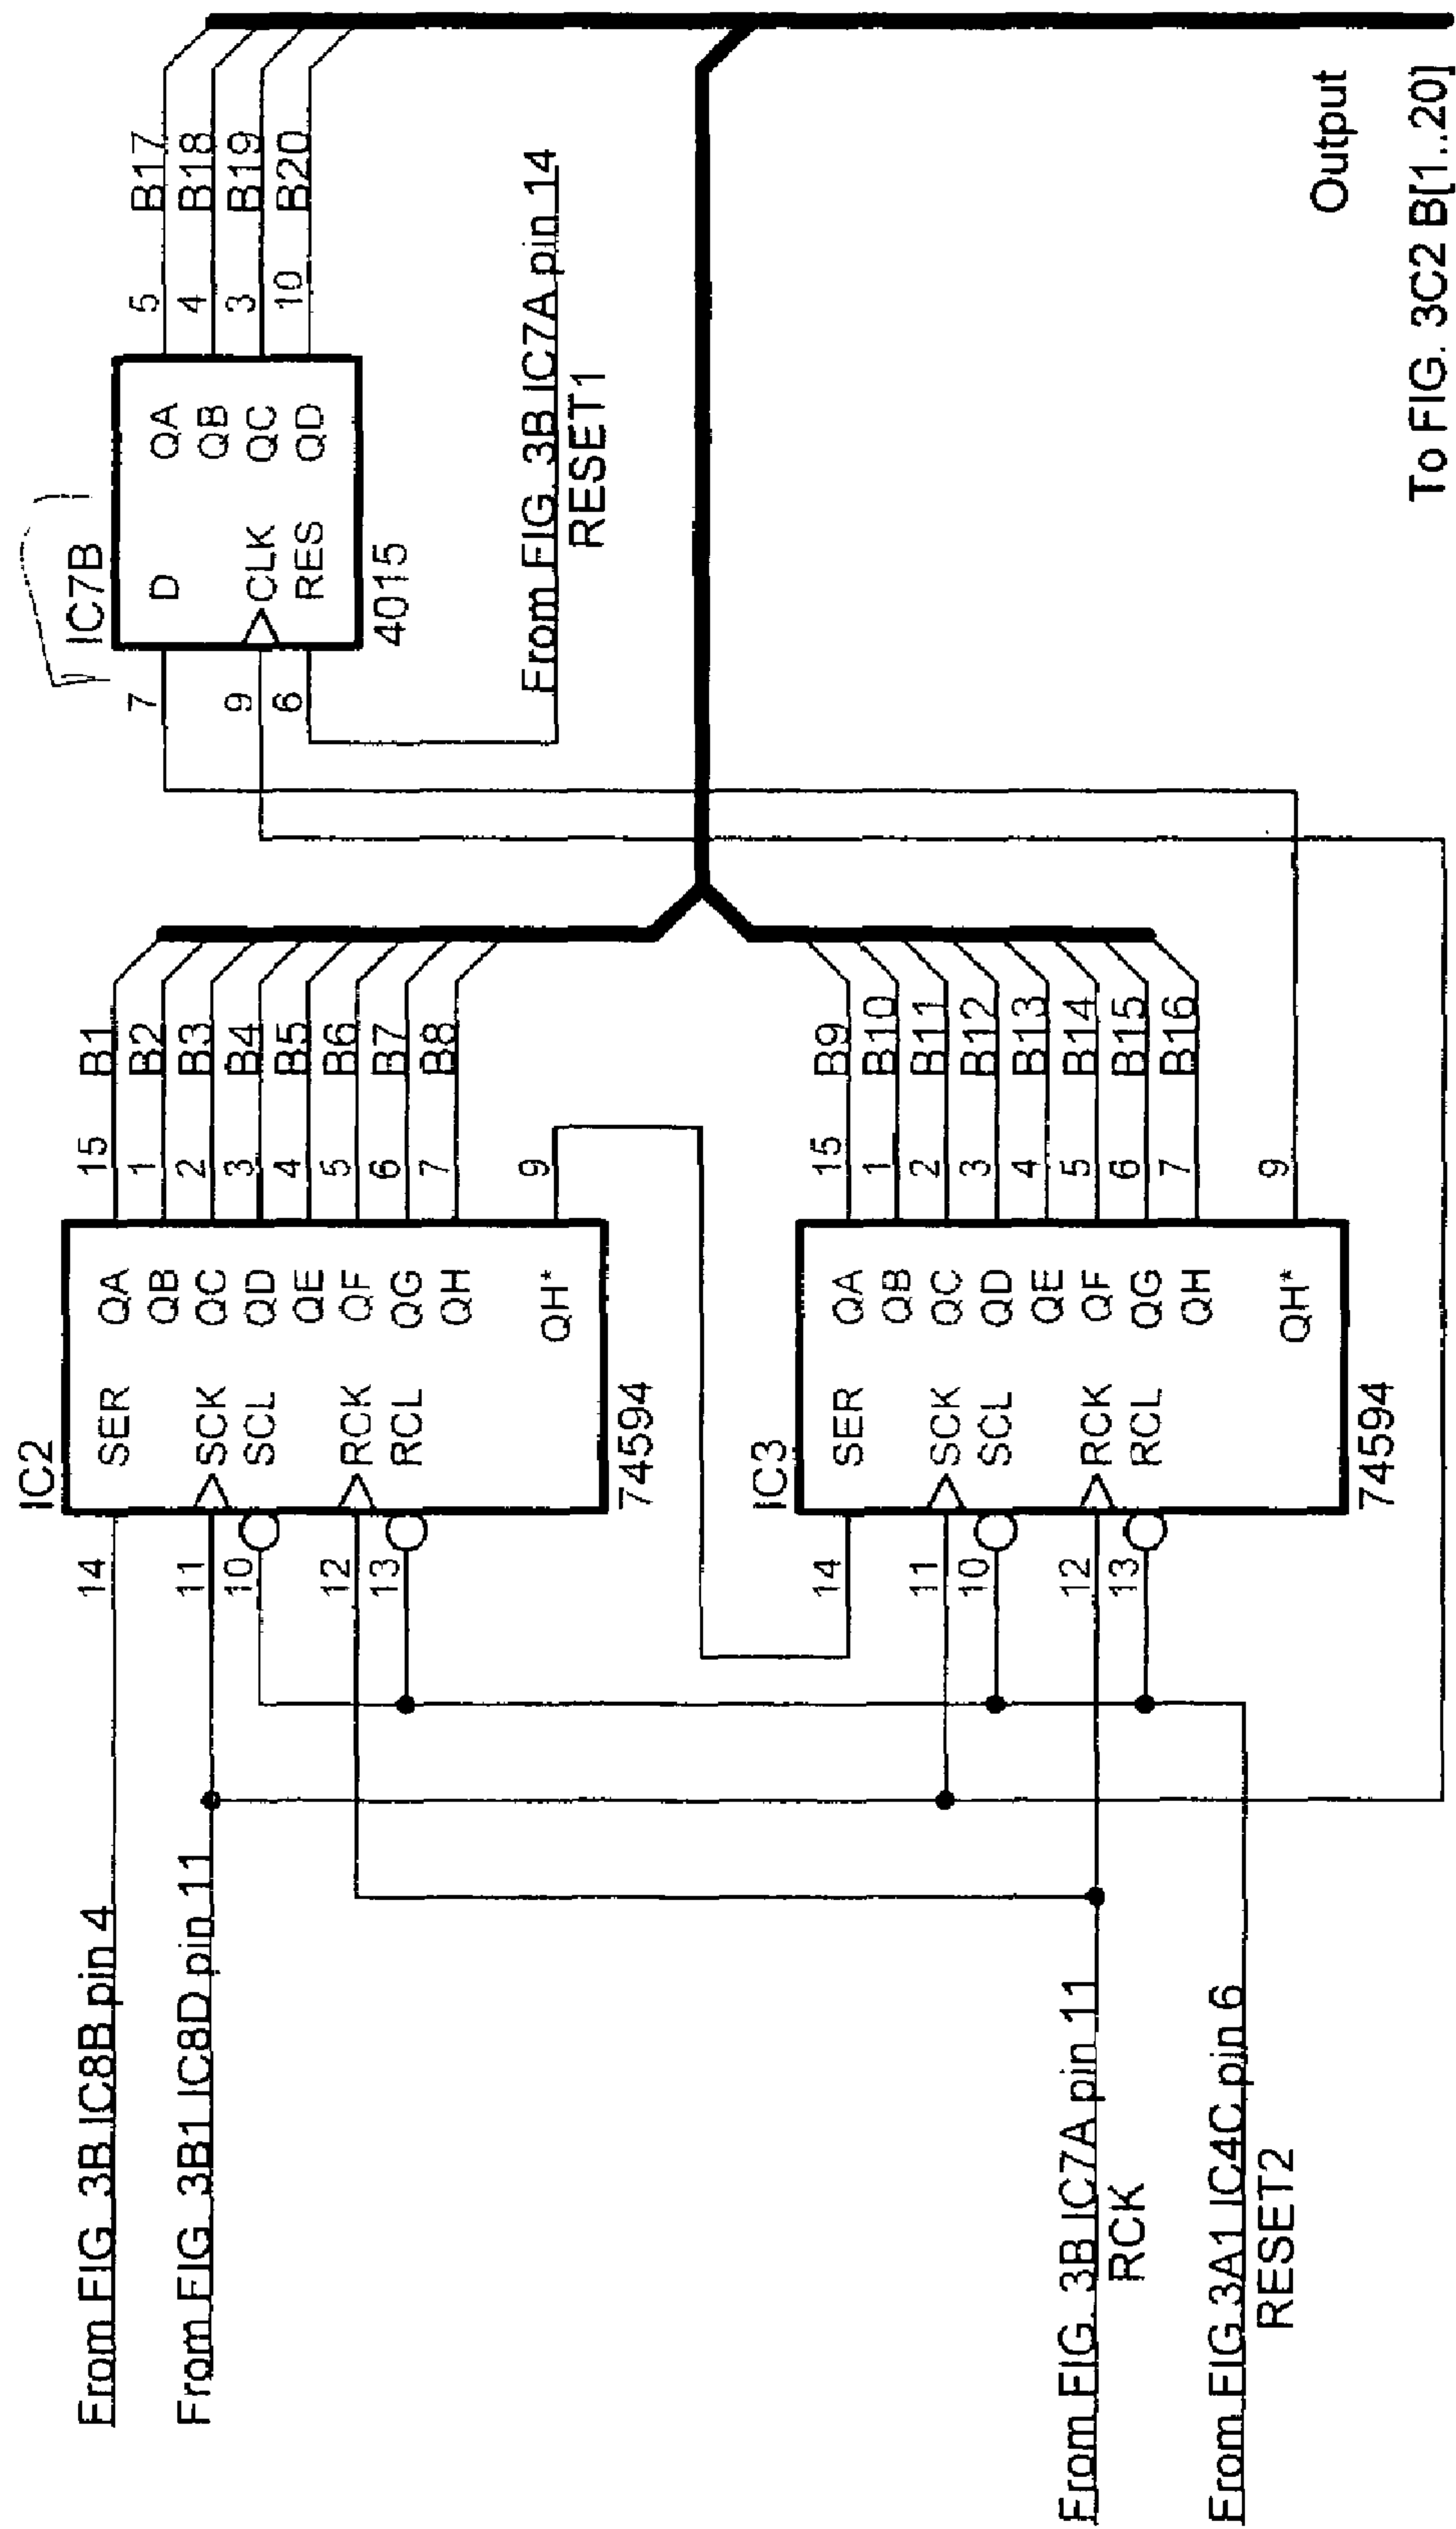 From FIG. 3B IC8B pin 4
From FIG. 3B1 IC8D pin 11
From FIG. 3B IC7A pin 11
RCK
From FIG. 3A1 IC4C pin 6
RESET2
IC2
14 SER QA 15 B1
QB 1 B2
11 SCK QC 2 B3
10 SCL QD 3 B4
QE 4 B5
12 RCK QF 5 B6
13 RCL QG 6 B7
QH 7 B8
QH* 9
74594
IC3
14 SER QA 15 B9
QB 1 B10
11 SCK QC 2 B11
10 SCL QD 3 B12
QE 4 B13
12 RCK QF 5 B14
13 RCL QG 6 B15
QH 7 B16
QH* 9
74594
IC7B
7 D QA 5 B17
QB 4 B18
9 CLK QC 3 B19
6 RES QD 10 B20
4015
From FIG. 3B IC7A pin 14
RESET1
Output
To FIG. 3C2 B[1..20]